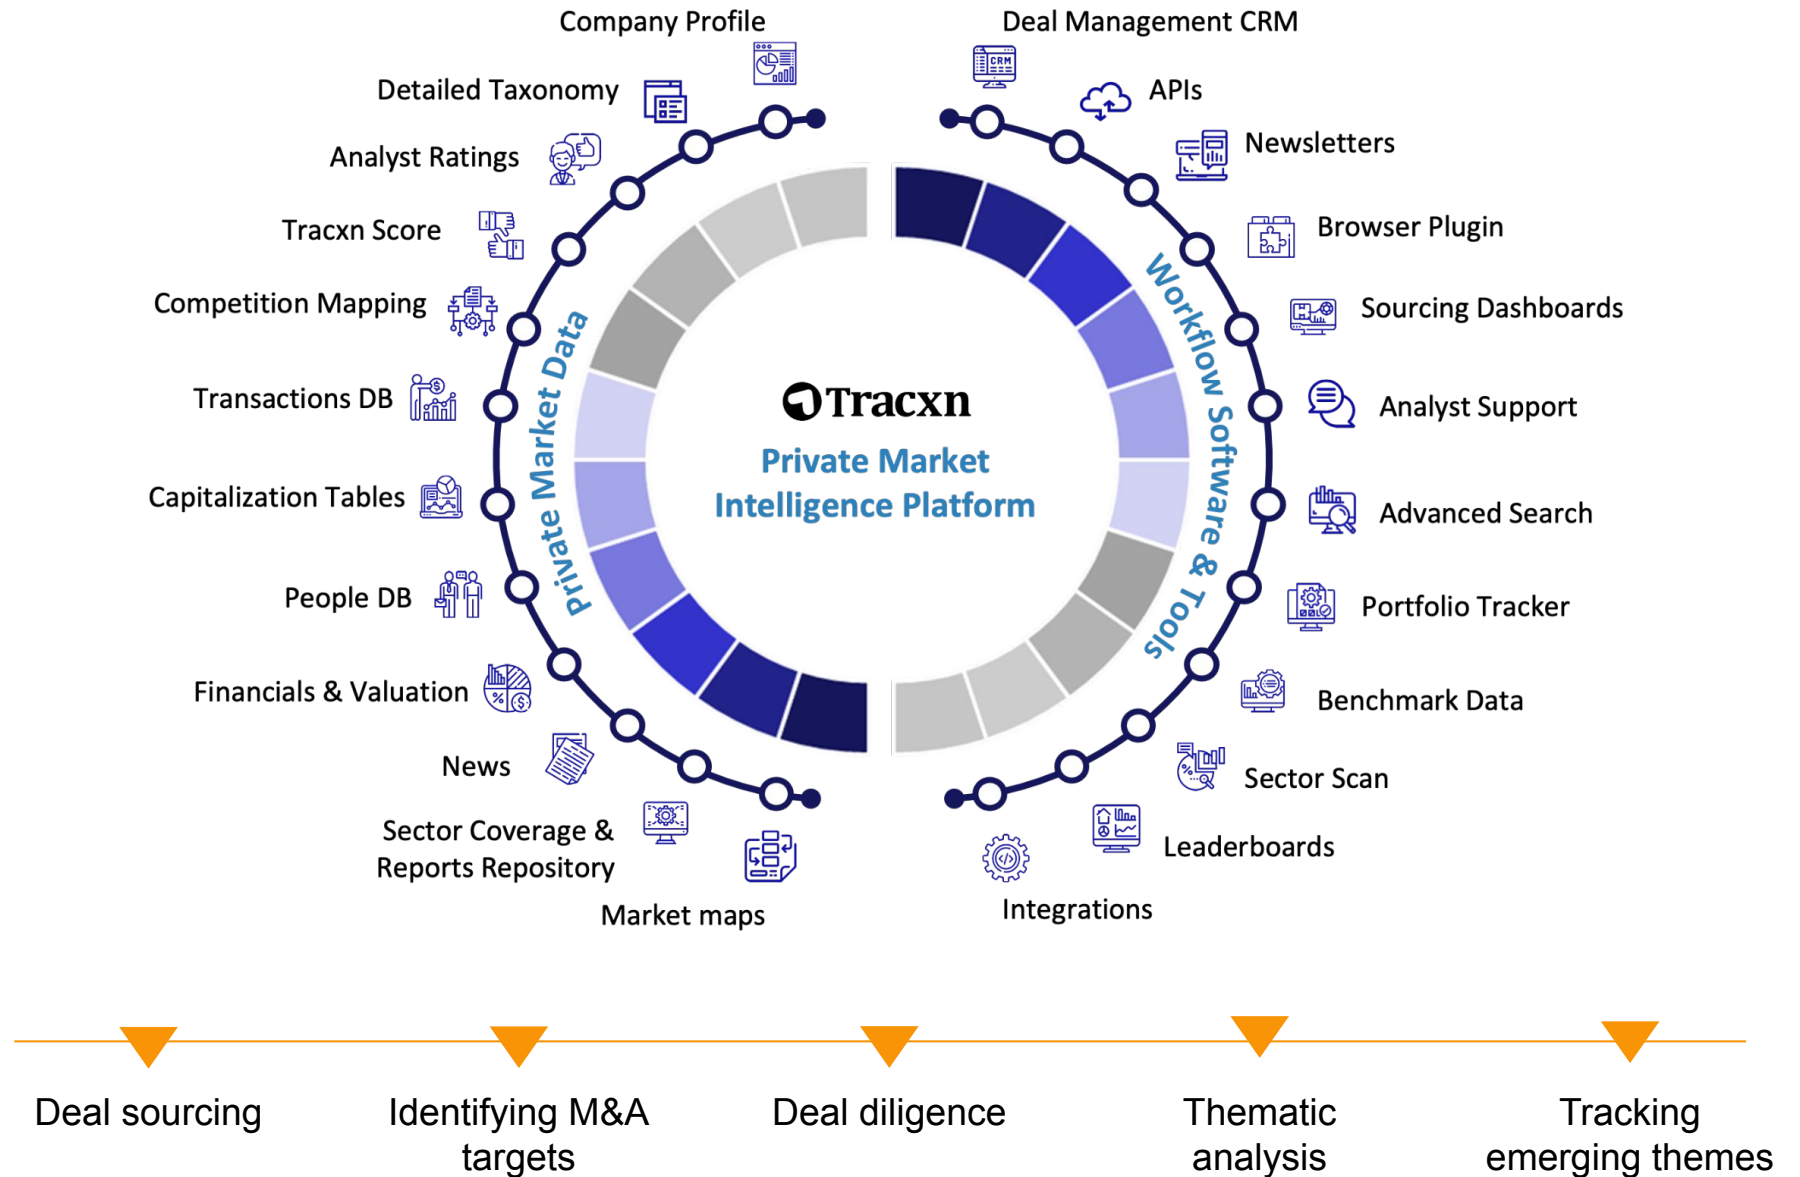 Company Profile
Detailed Taxonomy
Analyst Ratings
Tracxn Score
Competition Mapping
Transactions DB
Capitalization Tables
People DB
Financials & Valuation
News
Sector Coverage &
Reports Repository
Market maps
Private Market Data
Tracxn
Private Market
Intelligence Platform
Workflow Software & Tools
Deal Management CRM
CRM
APIs
Newsletters
Browser Plugin
Sourcing Dashboards
Analyst Support
Advanced Search
Portfolio Tracker
Benchmark Data
Sector Scan
Leaderboards
Integrations
Deal sourcing
Identifying M&A
targets
Deal diligence
Thematic
analysis
Tracking
emerging themes